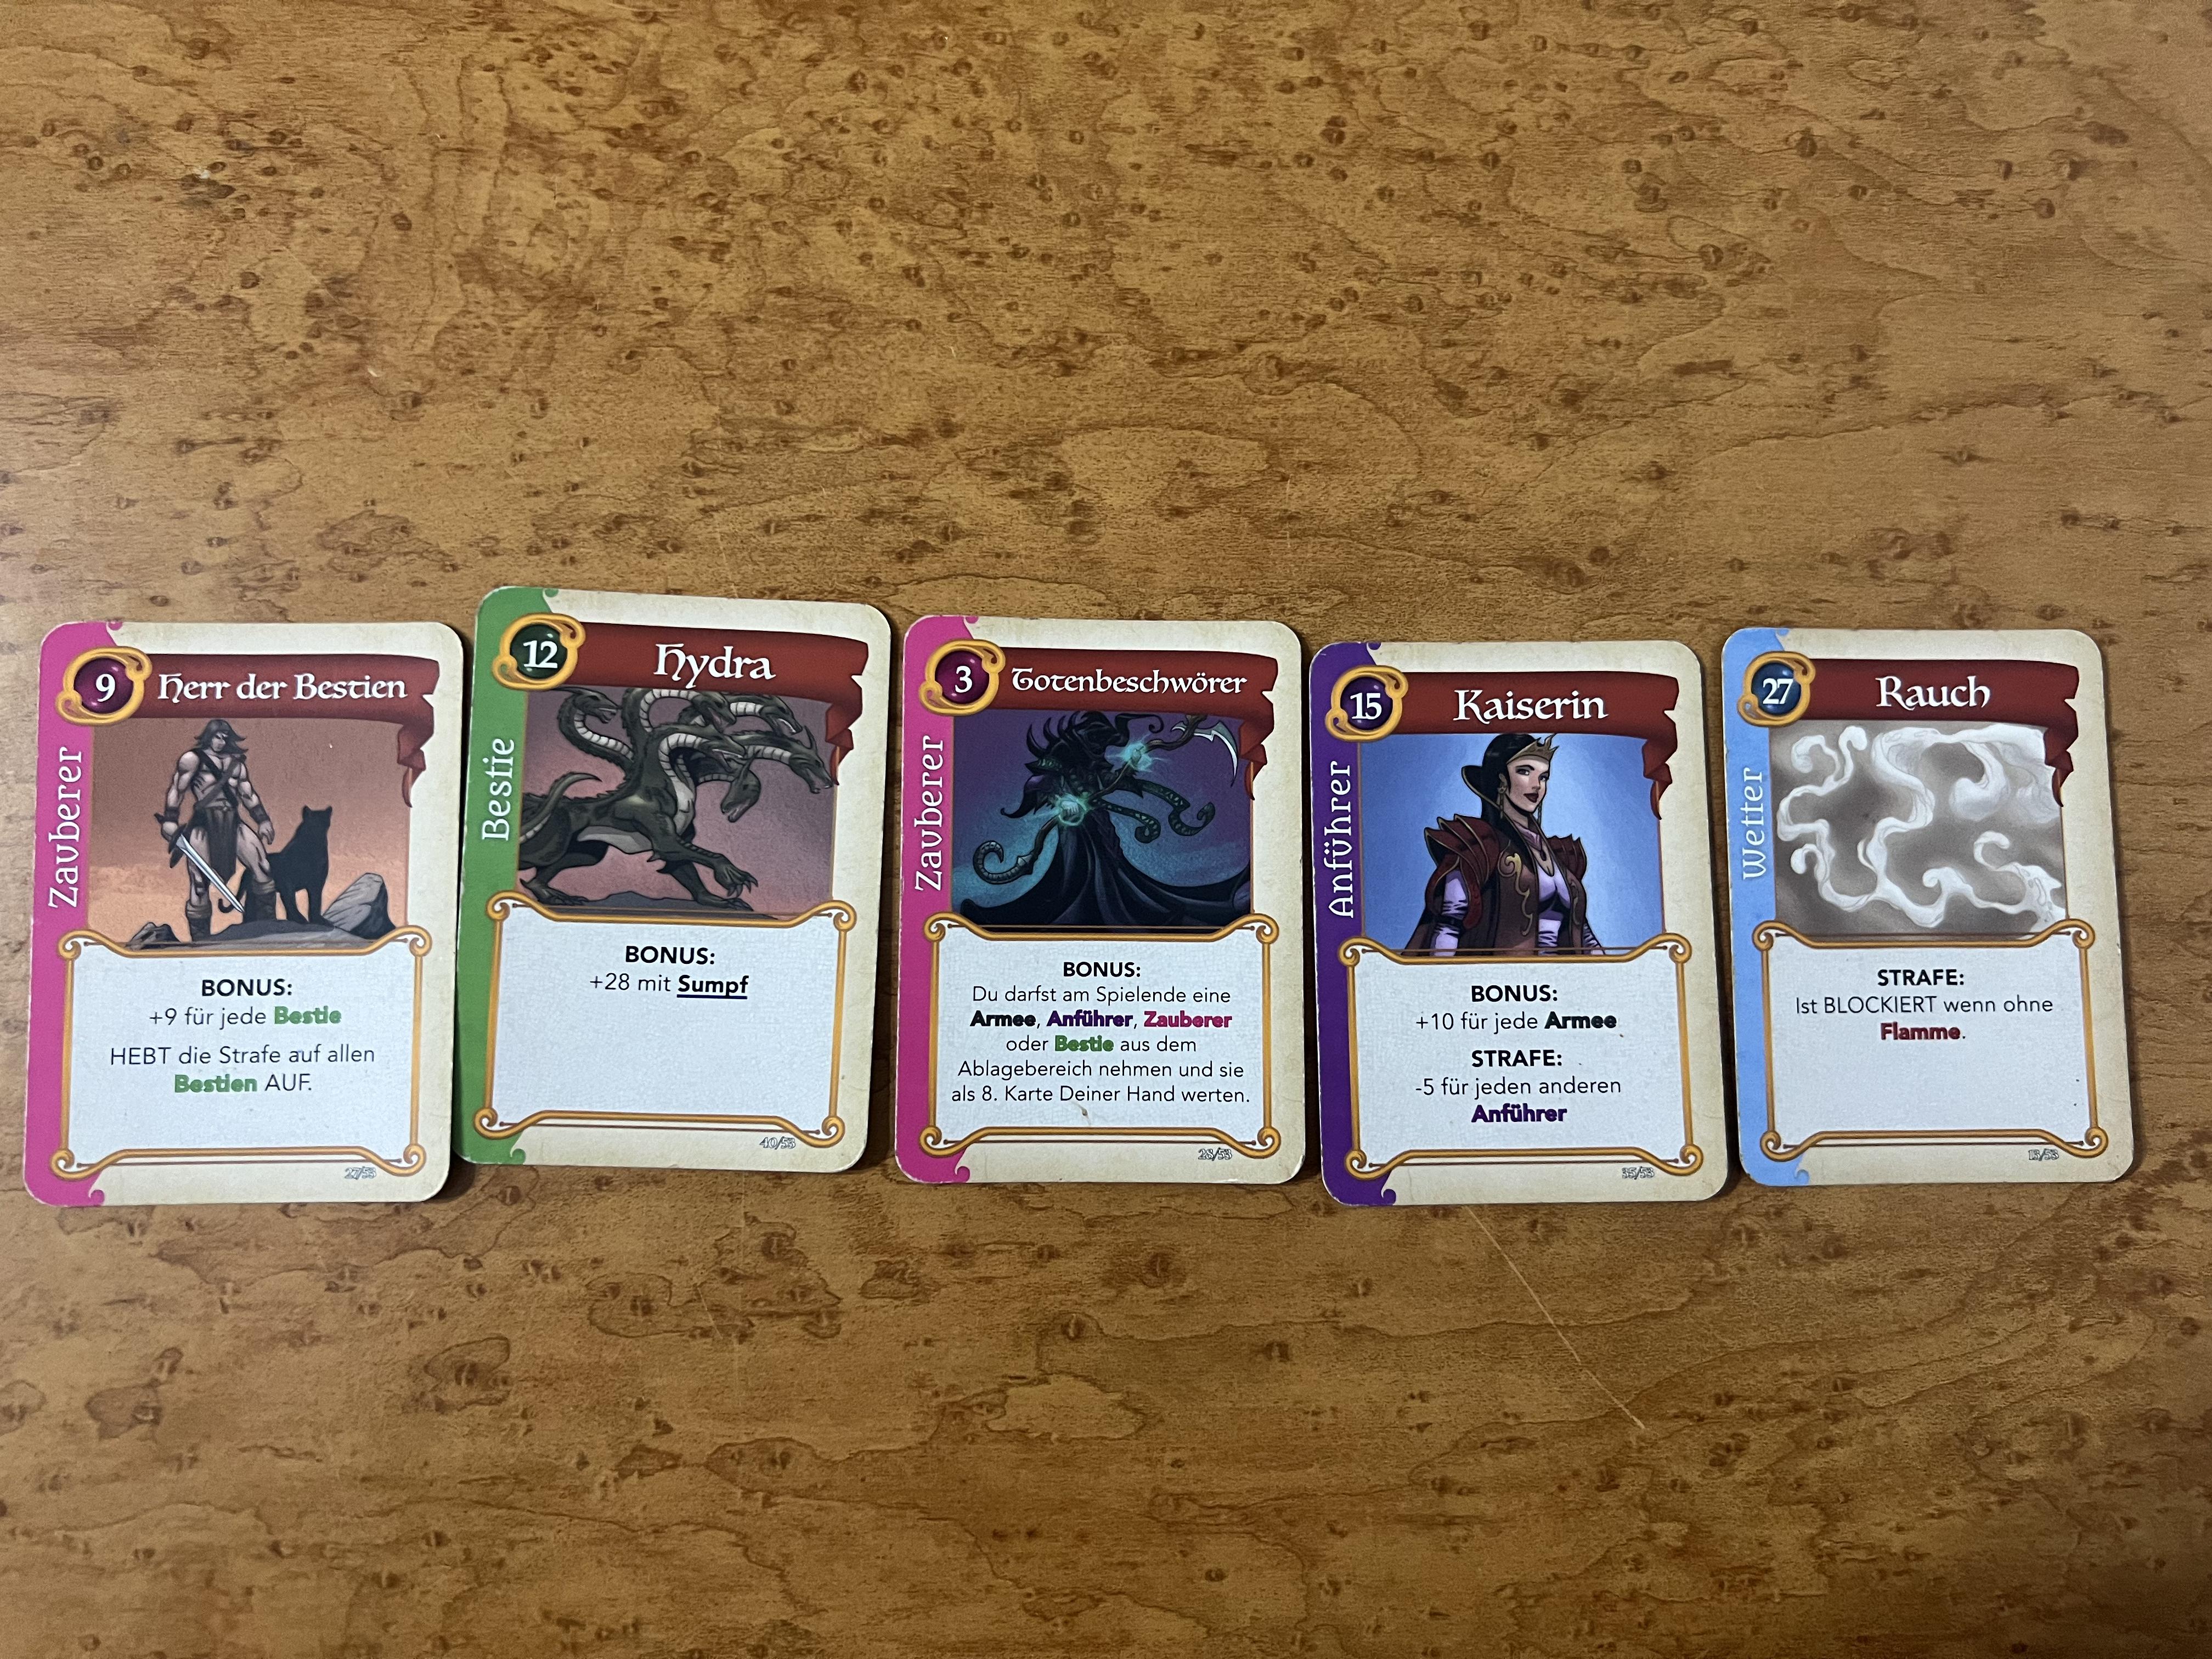 Zauberer
9
Herr der Bestien
BONUS:
+9 für jede Bestie
HEBT die Strafe auf allen
Bestien AUF.
27/53
Bestie
12
Hydra
BONUS:
+28 mit Sumpf
40/53
Zauberer
3
Totenbeschwörer
BONUS:
Du darfst am Spielende eine
Armee, Anführer, Zauberer
oder Bestie aus dem
Ablagebereich nehmen und sie
als 8. Karte Deiner Hand werten.
28/53
Anführer
15
Kaiserin
BONUS:
+10 für jede Armee
STRAFE:
-5 für jeden anderen
Anführer
35/53
Wetter
27
Rauch
STRAFE:
Ist BLOCKIERT wenn ohne
Flamme.
13/53